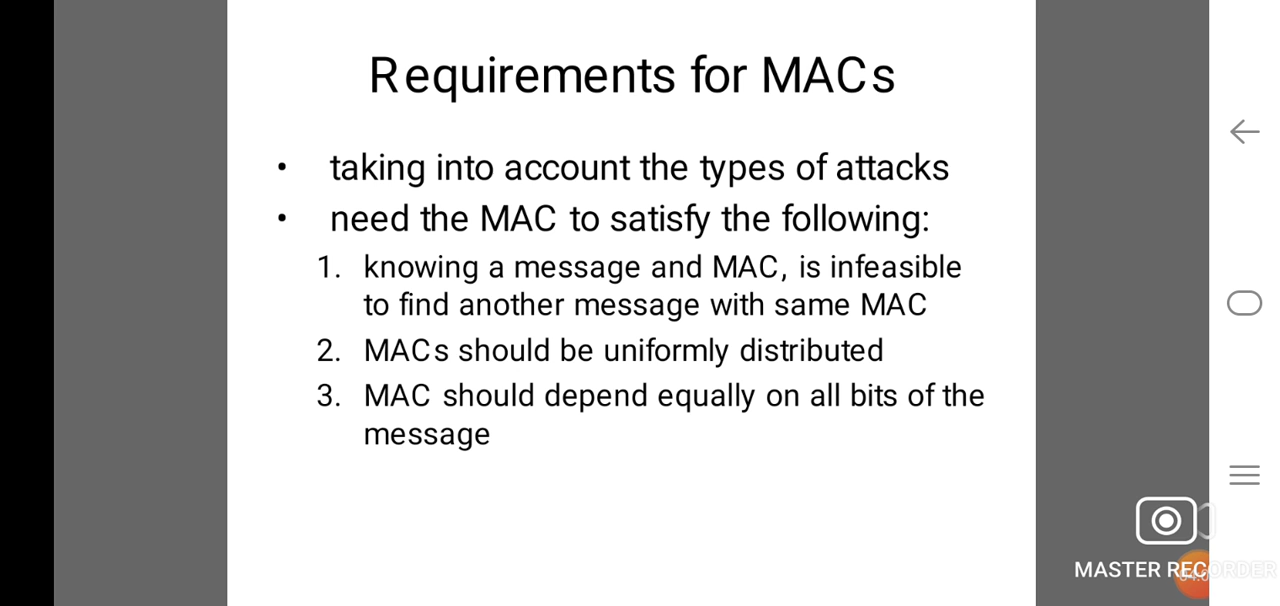 Requirements for MACs
• taking into account the types of attacks
• need the MAC to satisfy the following:
1. knowing a message and MAC, is infeasible
to find another message with same MAC
2. MACs should be uniformly distributed
3. MAC should depend equally on all bits of the
message
MASTER RECORDER